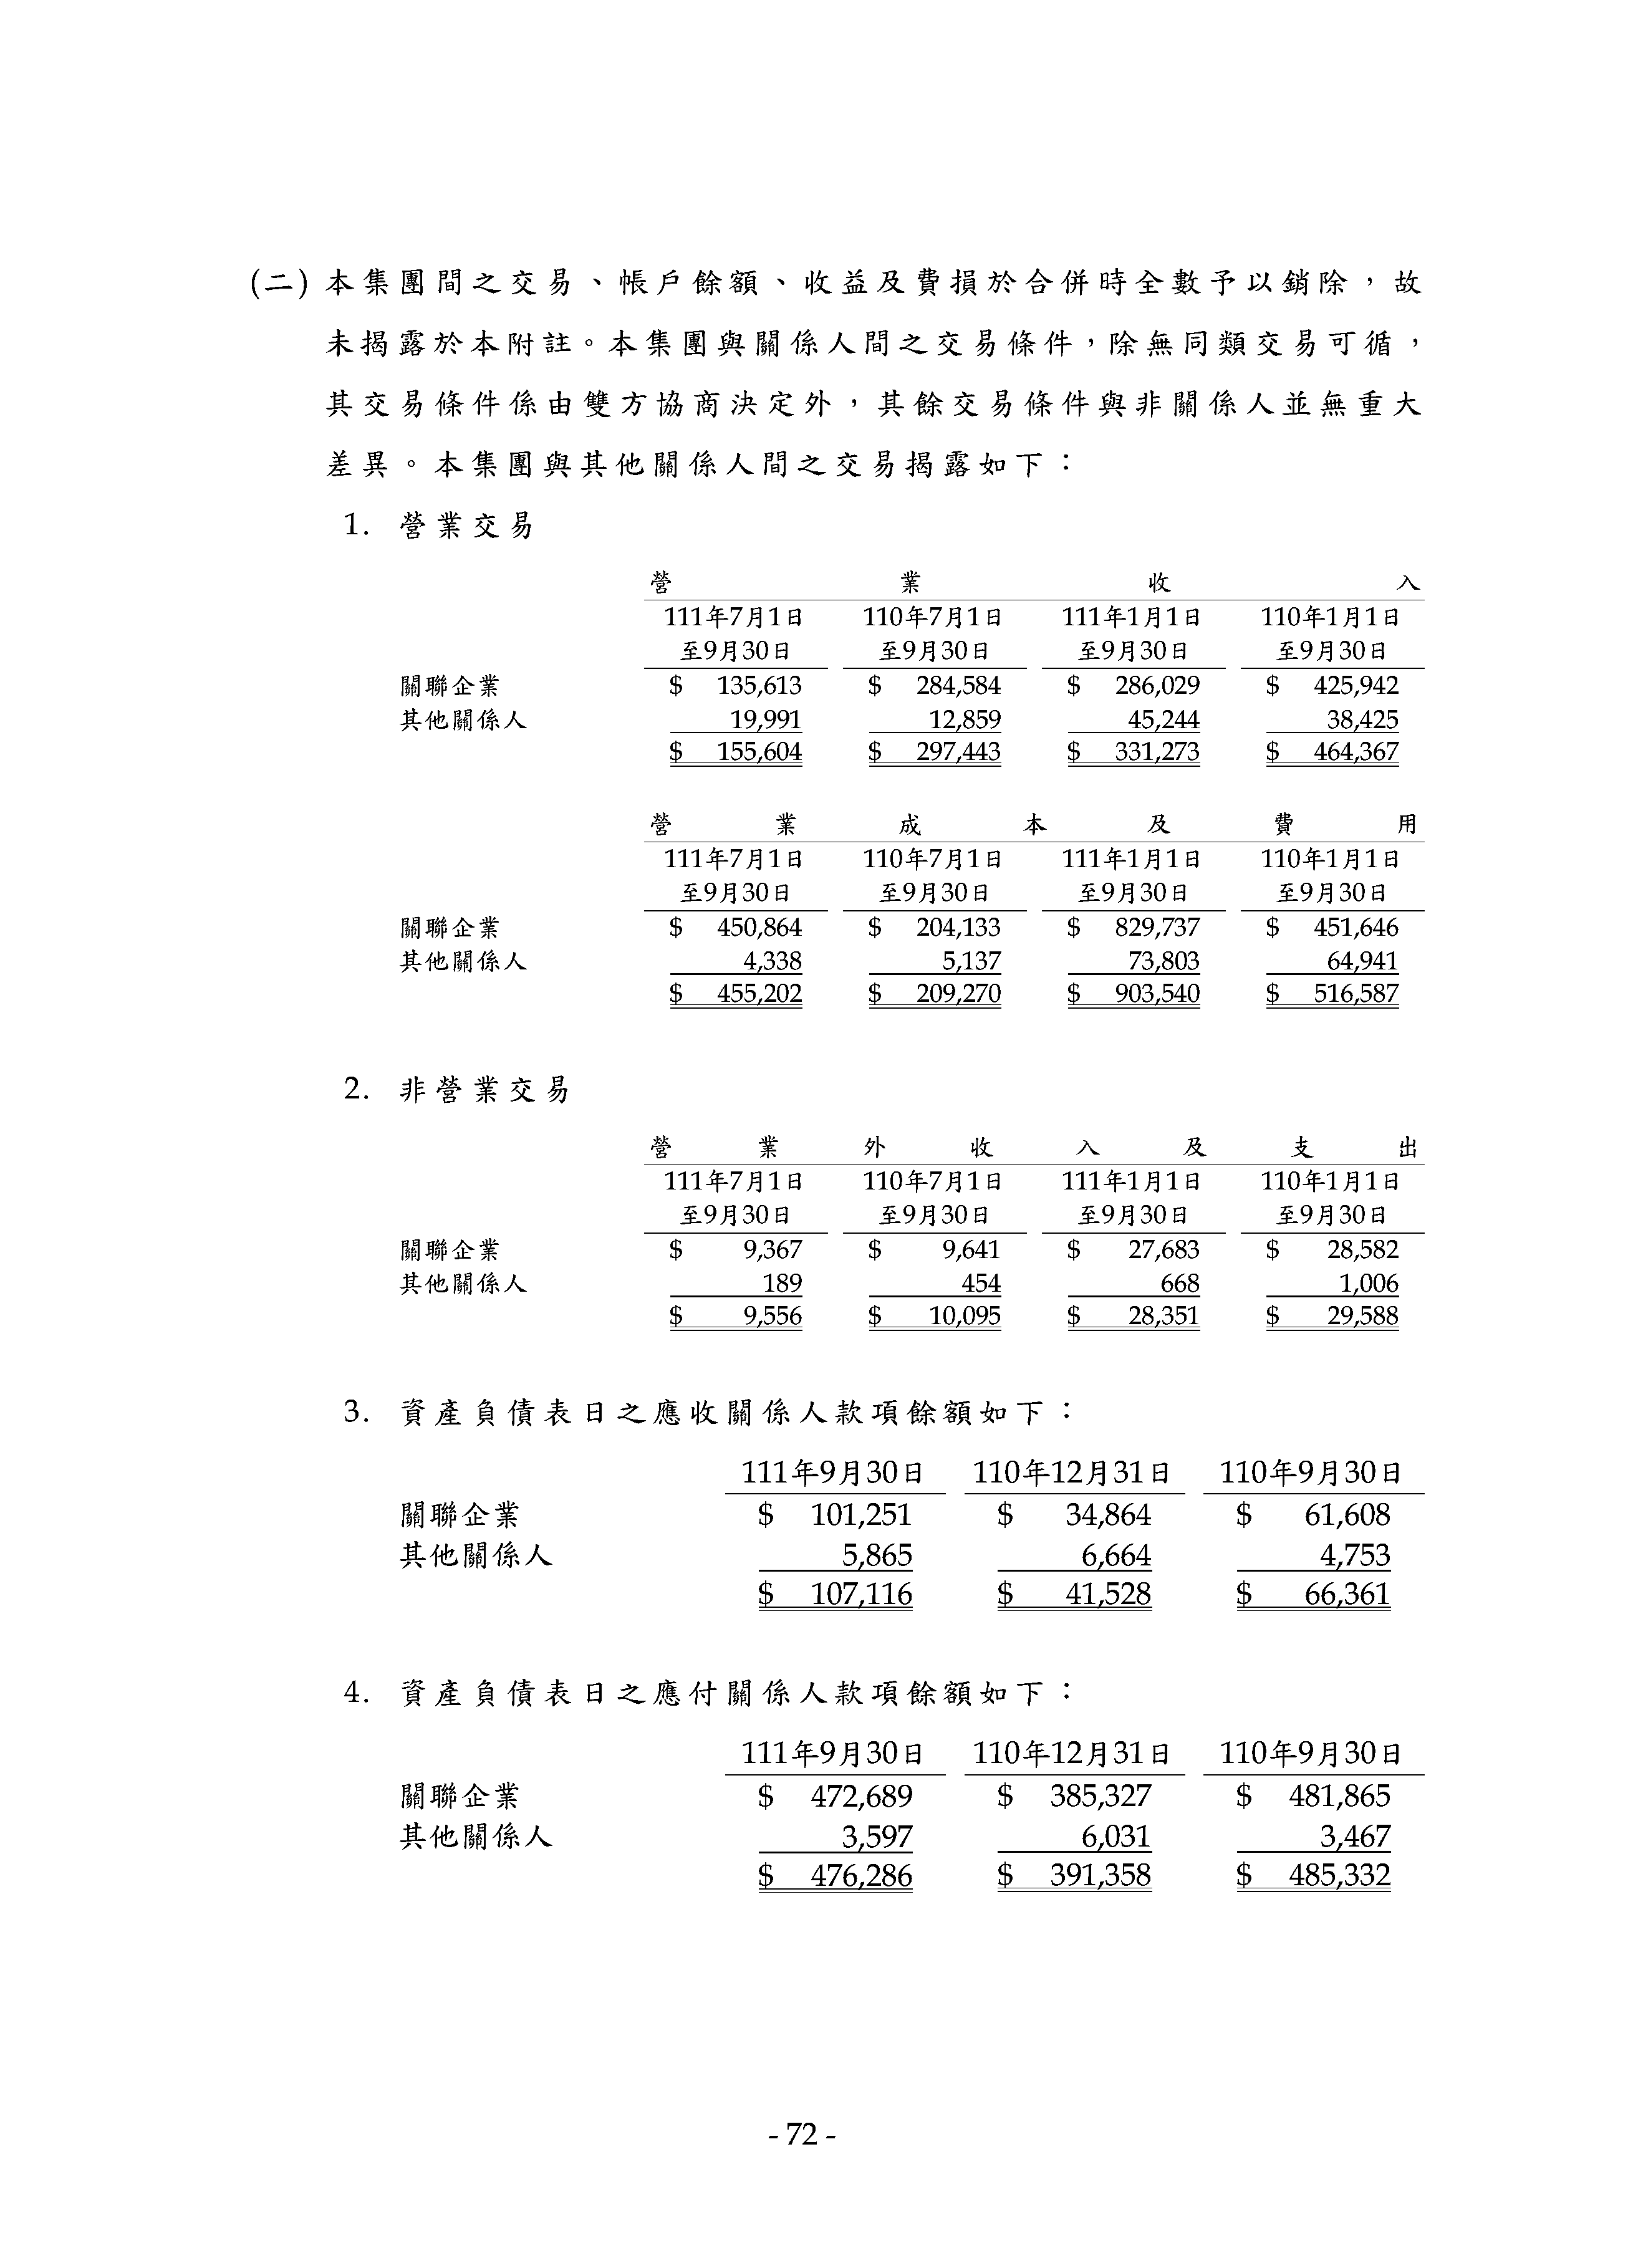 (二) 本集團間之交易、帳戶餘額、收益及費損於合併時全數予以銷除，故
未揭露於本附註。本集團與關係人間之交易條件，除無同類交易可循，
其交易條件係由雙方協商決定外，其餘交易條件與非關係人並無重大
差異。本集團與其他關係人間之交易揭露如下：
1. 營業交易
營業收入
111年7月1日 110年7月1日 111年1月1日 110年1月1日
至9月30日 至9月30日 至9月30日 至9月30日
關聯企業 $ 135,613 $ 284,584 $ 286,029 $ 425,942
其他關係人 19,991 12,859 45,244 38,425
$ 155,604 $ 297,443 $ 331,273 $ 464,367
營業成本及費用
111年7月1日 110年7月1日 111年1月1日 110年1月1日
至9月30日 至9月30日 至9月30日 至9月30日
關聯企業 $ 450,864 $ 204,133 $ 829,737 $ 451,646
其他關係人 4,338 5,137 73,803 64,941
$ 455,202 $ 209,270 $ 903,540 $ 516,587
2. 非營業交易
營業外收入及支出
111年7月1日 110年7月1日 111年1月1日 110年1月1日
至9月30日 至9月30日 至9月30日 至9月30日
關聯企業 $ 9,367 $ 9,641 $ 27,683 $ 28,582
其他關係人 189 454 668 1,006
$ 9,556 $ 10,095 $ 28,351 $ 29,588
3. 資產負債表日之應收關係人款項餘額如下：
111年9月30日 110年12月31日 110年9月30日
關聯企業 $ 101,251 $ 34,864 $ 61,608
其他關係人 5,865 6,664 4,753
$ 107,116 $ 41,528 $ 66,361
4. 資產負債表日之應付關係人款項餘額如下：
111年9月30日 110年12月31日 110年9月30日
關聯企業 $ 472,689 $ 385,327 $ 481,865
其他關係人 3,597 6,031 3,467
$ 476,286 $ 391,358 $ 485,332
- 72 -